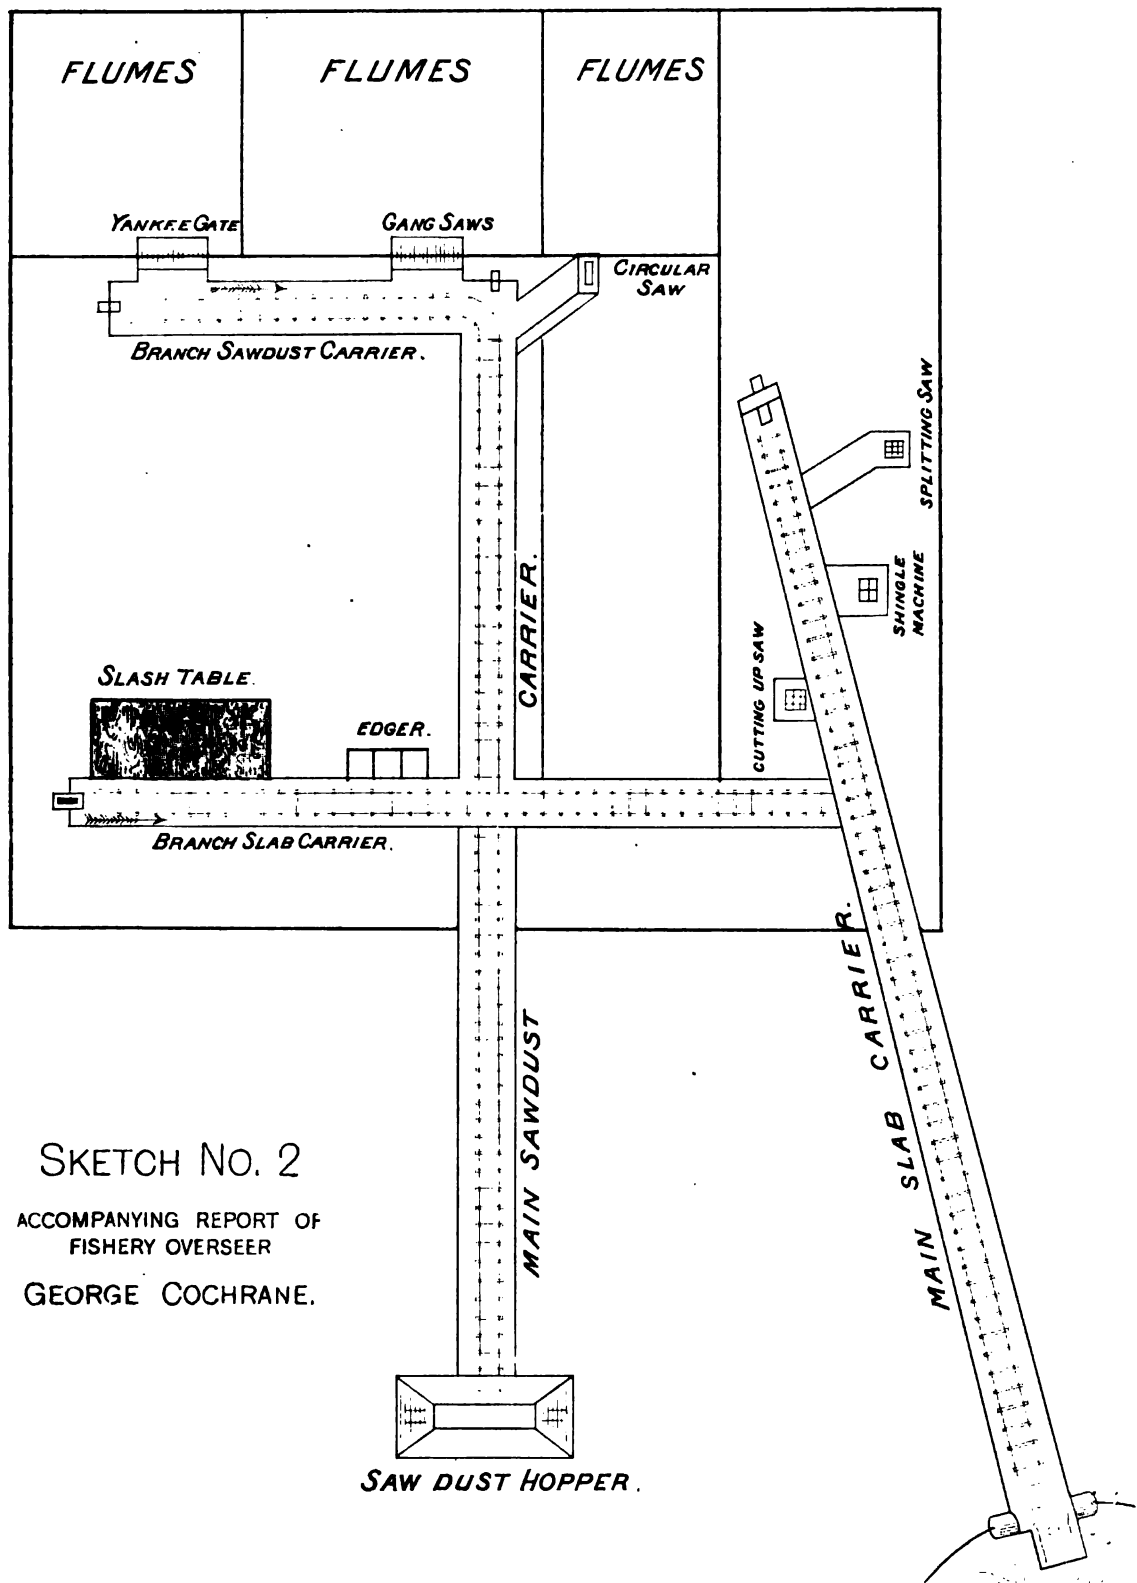 FLUMES
FLUMES
FLUMES
YANKEE GATE
GANG SAWS
CIRCULAR
SAW
BRANCH SAWDUST CARRIER.
SPLITTING SAW
SHINGLE
MACHINE
CUTTING UP SAW
SLASH TABLE.
EDGER.
BRANCH SLAB CARRIER.
MAIN SAWDUST CARRIER.
MAIN SLAB CARRIER.
SKETCH NO. 2
ACCOMPANYING REPORT OF
FISHERY OVERSEER
GEORGE COCHRANE.
SAW DUST HOPPER.